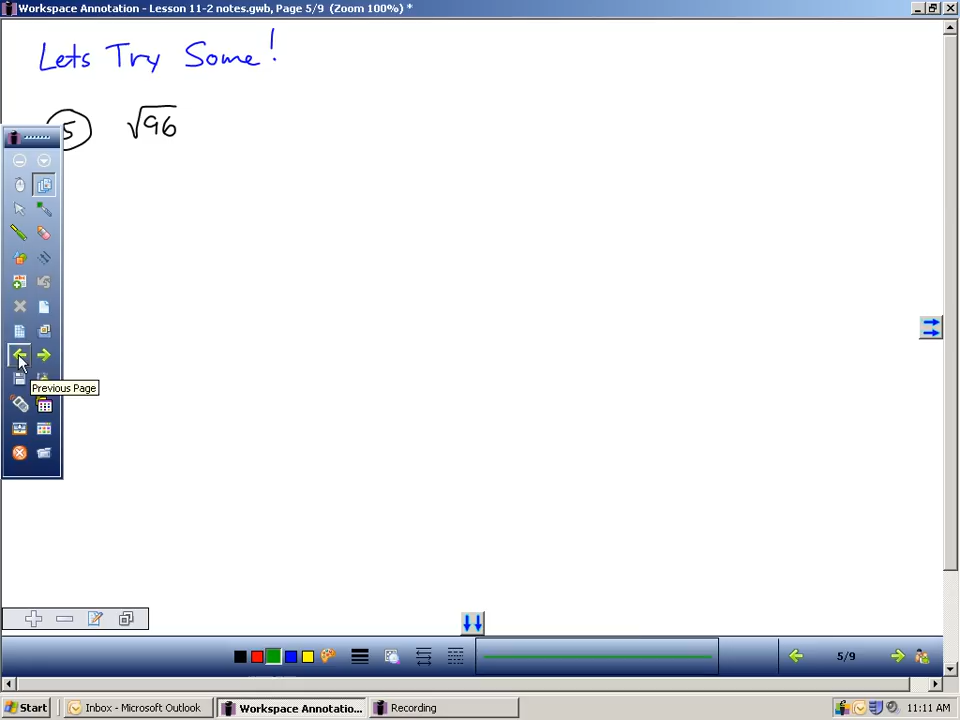 Workspace Annotation - Lesson 11-2 notes.gwb, Page 5/9 (Zoom 100%) *
Lets Try Some!
5 √96
Previous Page
5/9
Start
Inbox - Microsoft Outlook
Workspace Annotatio...
Recording
11:11 AM